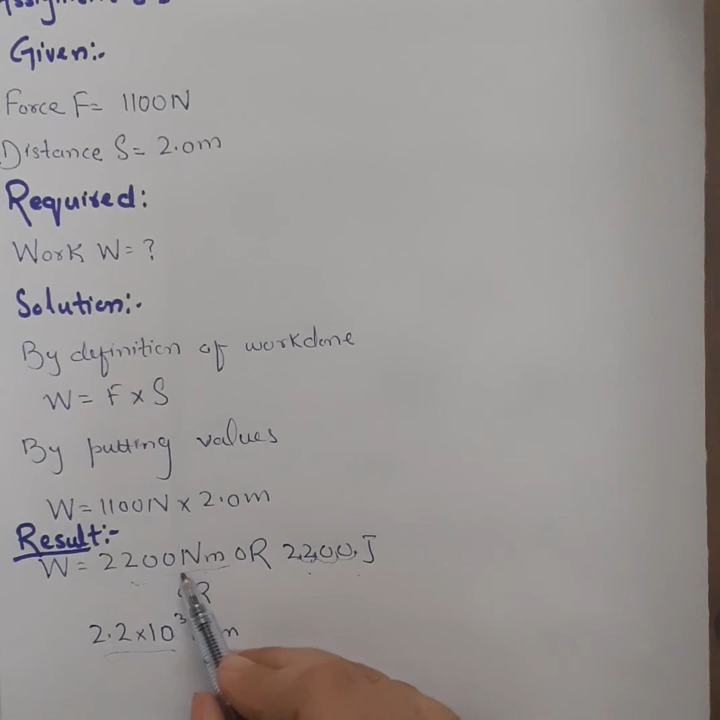 Given:-
Force F= 1100N
Distance S= 2.0m
Required:
Work W= ?
Solution:-
By definition of workdone
W= F x S
By putting values
W=1100N x 2.0m
Result:-
W= 2200Nm OR 2200J
OR
2.2x10³